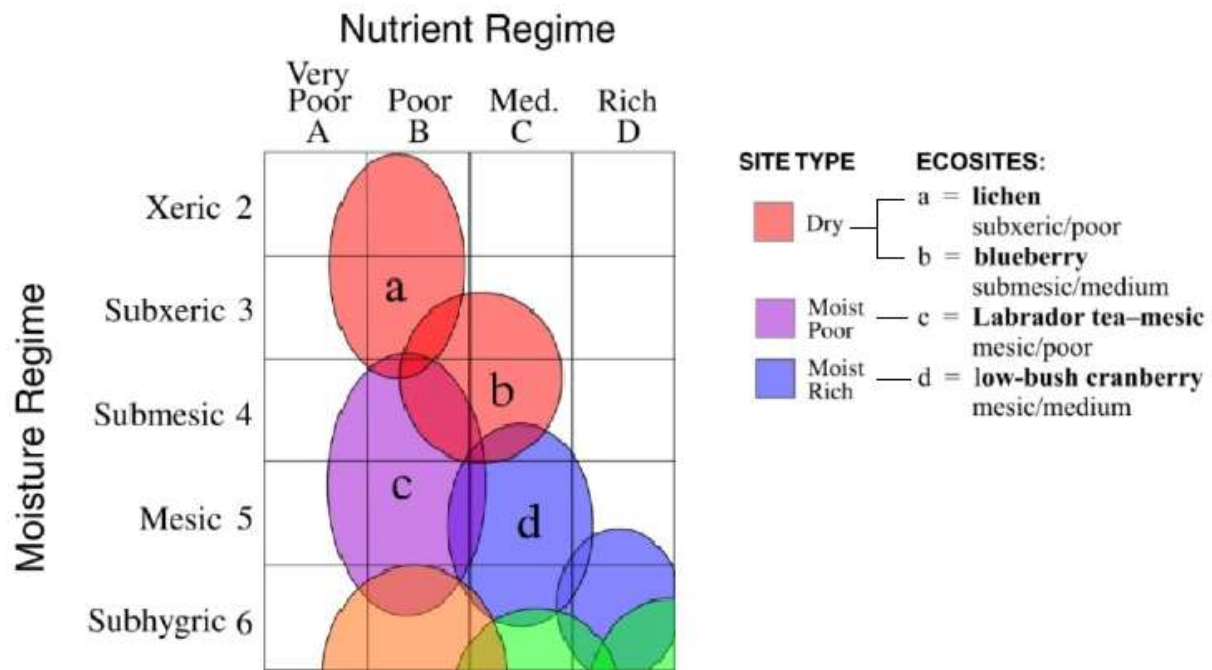 Nutrient Regime
Very Poor A
Poor B
Med. C
Rich D
Moisture Regime
Xeric 2
Subxeric 3
Submesic 4
Mesic 5
Subhygric 6
a
b
c
d
SITE TYPE
ECOSITES:
Dry
a = lichen
subxeric/poor
b = blueberry
submesic/medium
Moist
Poor
c = Labrador tea–mesic
mesic/poor
Moist
Rich
d = low-bush cranberry
mesic/medium